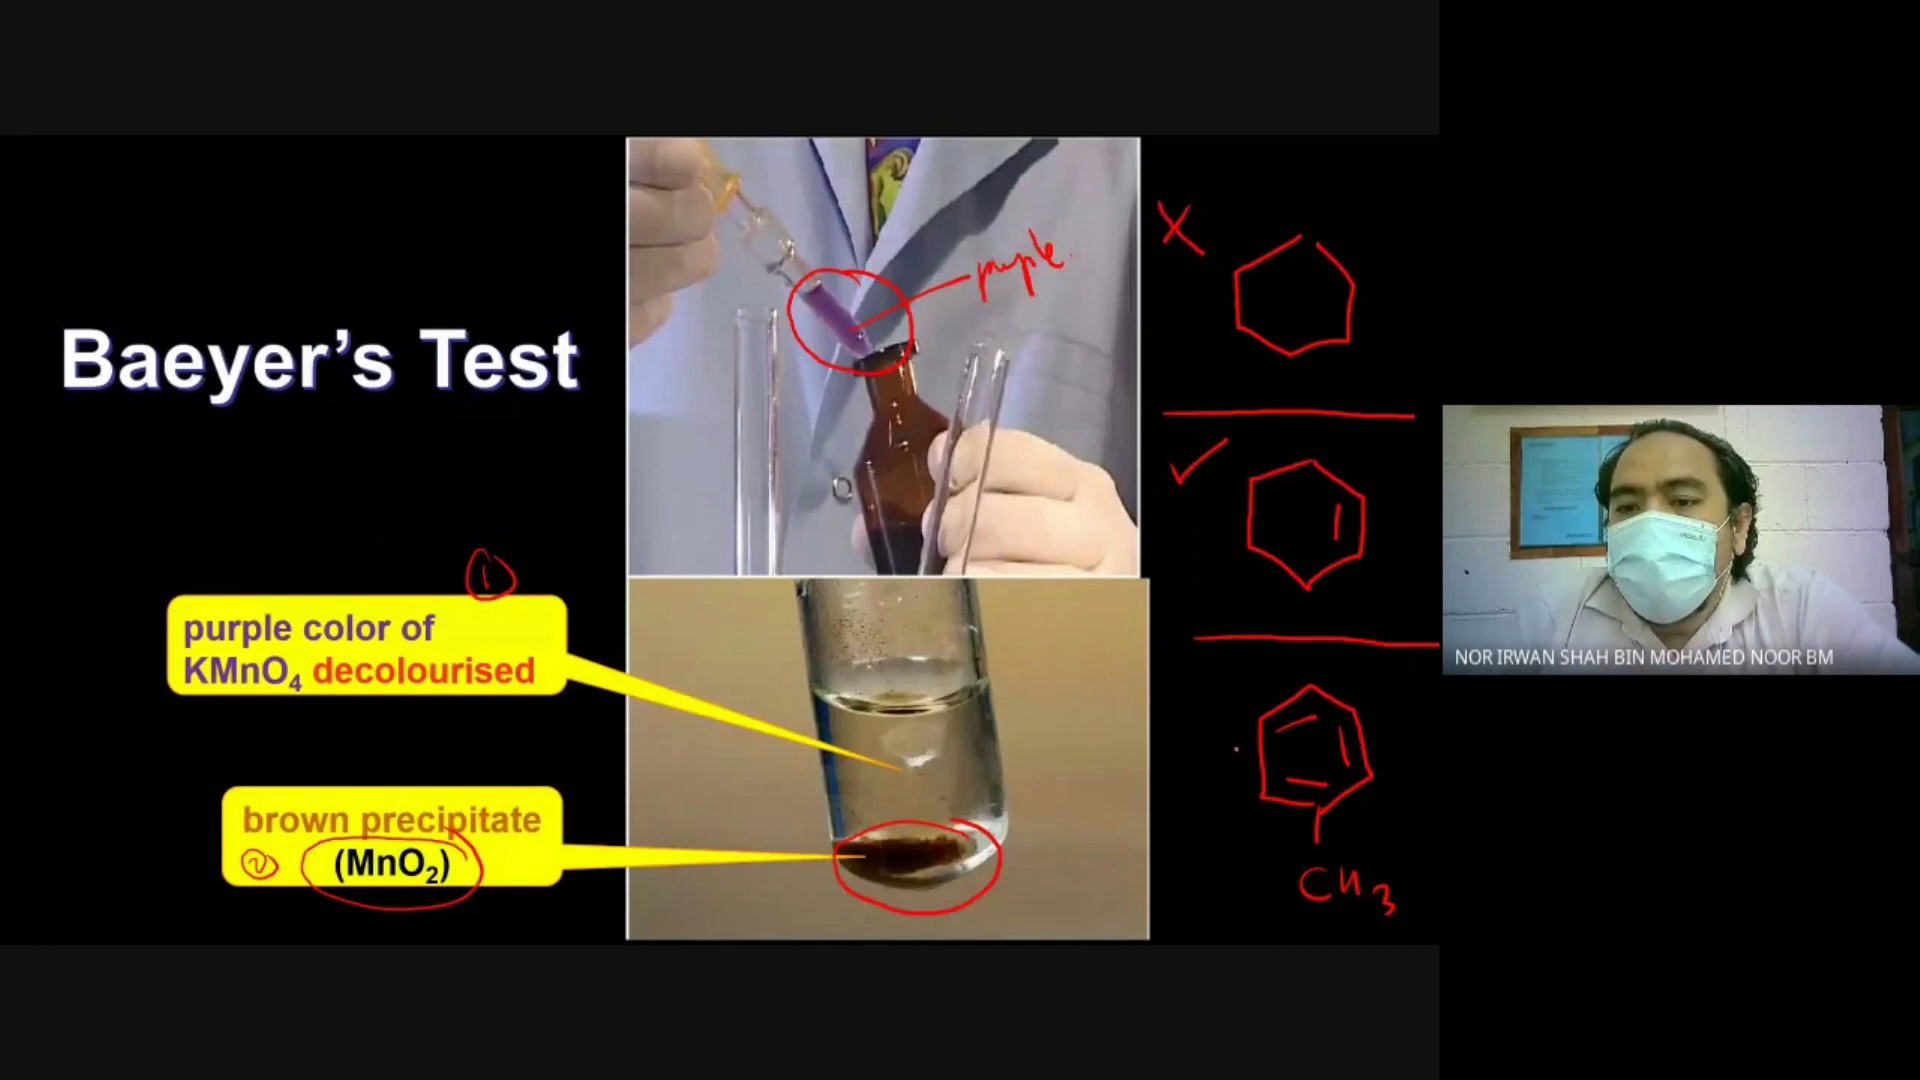 Baeyer's Test
1
purple color of
KMnO₄ decolourised
brown precipitate
2
(MnO₂)
purple.
X
✓
CH₃
NOR IRWAN SHAH BIN MOHAMED NOOR BM